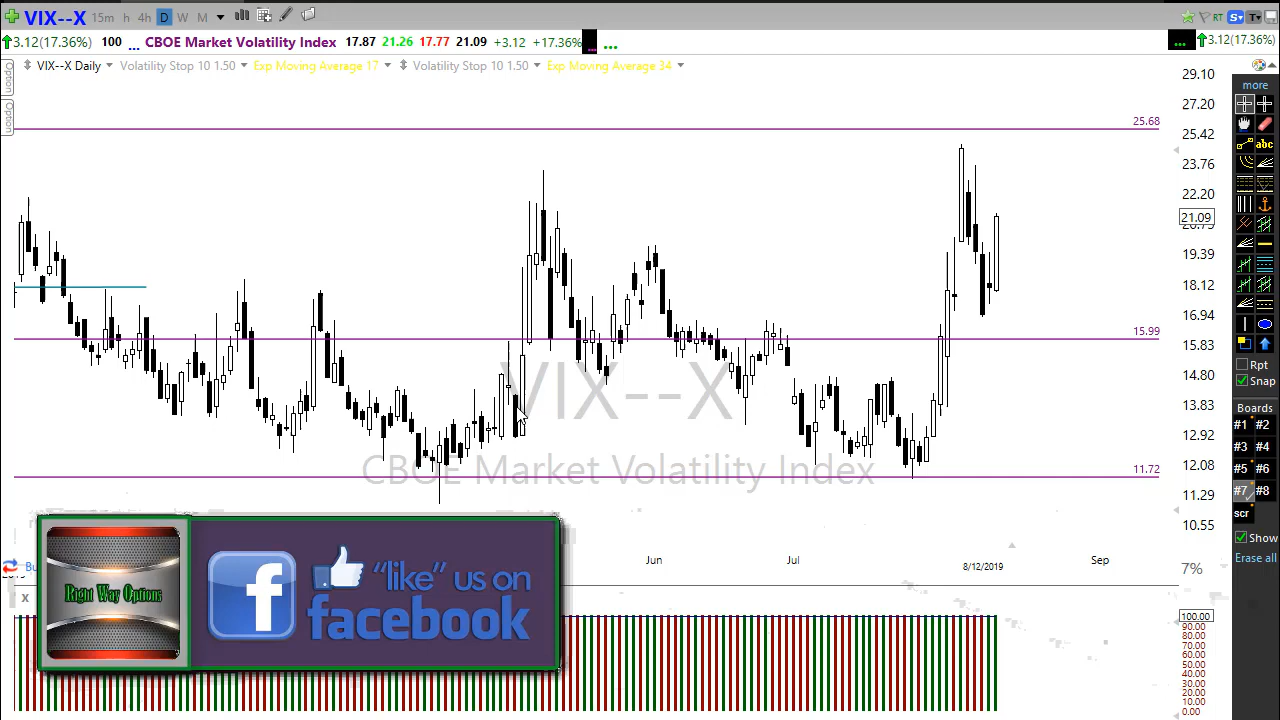 VIX--X 15m h 4h D W M S T RT
3.12(17.36%) 100 ... CBOE Market Volatility Index 17.87 21.26 17.77 21.09 +3.12 +17.36% ... ... ... 3.12(17.36%)
VIX--X Daily Volatility Stop 10 1.50 Exp Moving Average 17 Volatility Stop 10 1.50 Exp Moving Average 34
Option
Option
29.10
27.20
25.68
25.42
23.76
22.20
21.09
19.39
18.12
16.94
15.99
15.83
14.80
13.83
12.92
12.08
11.72
11.29
10.55
VIX--X
CBOE Market Volatility Index
more
abc
Rpt
Snap
Boards
#1 #2
#3 #4
#5 #6
#7 #8
scr
Show
Erase all
Jun Jul 8/12/2019 Sep
7%
x
Right Way Options
f
"like" us on
facebook
100.00
90.00
80.00
70.00
60.00
50.00
40.00
30.00
20.00
10.00
0.00